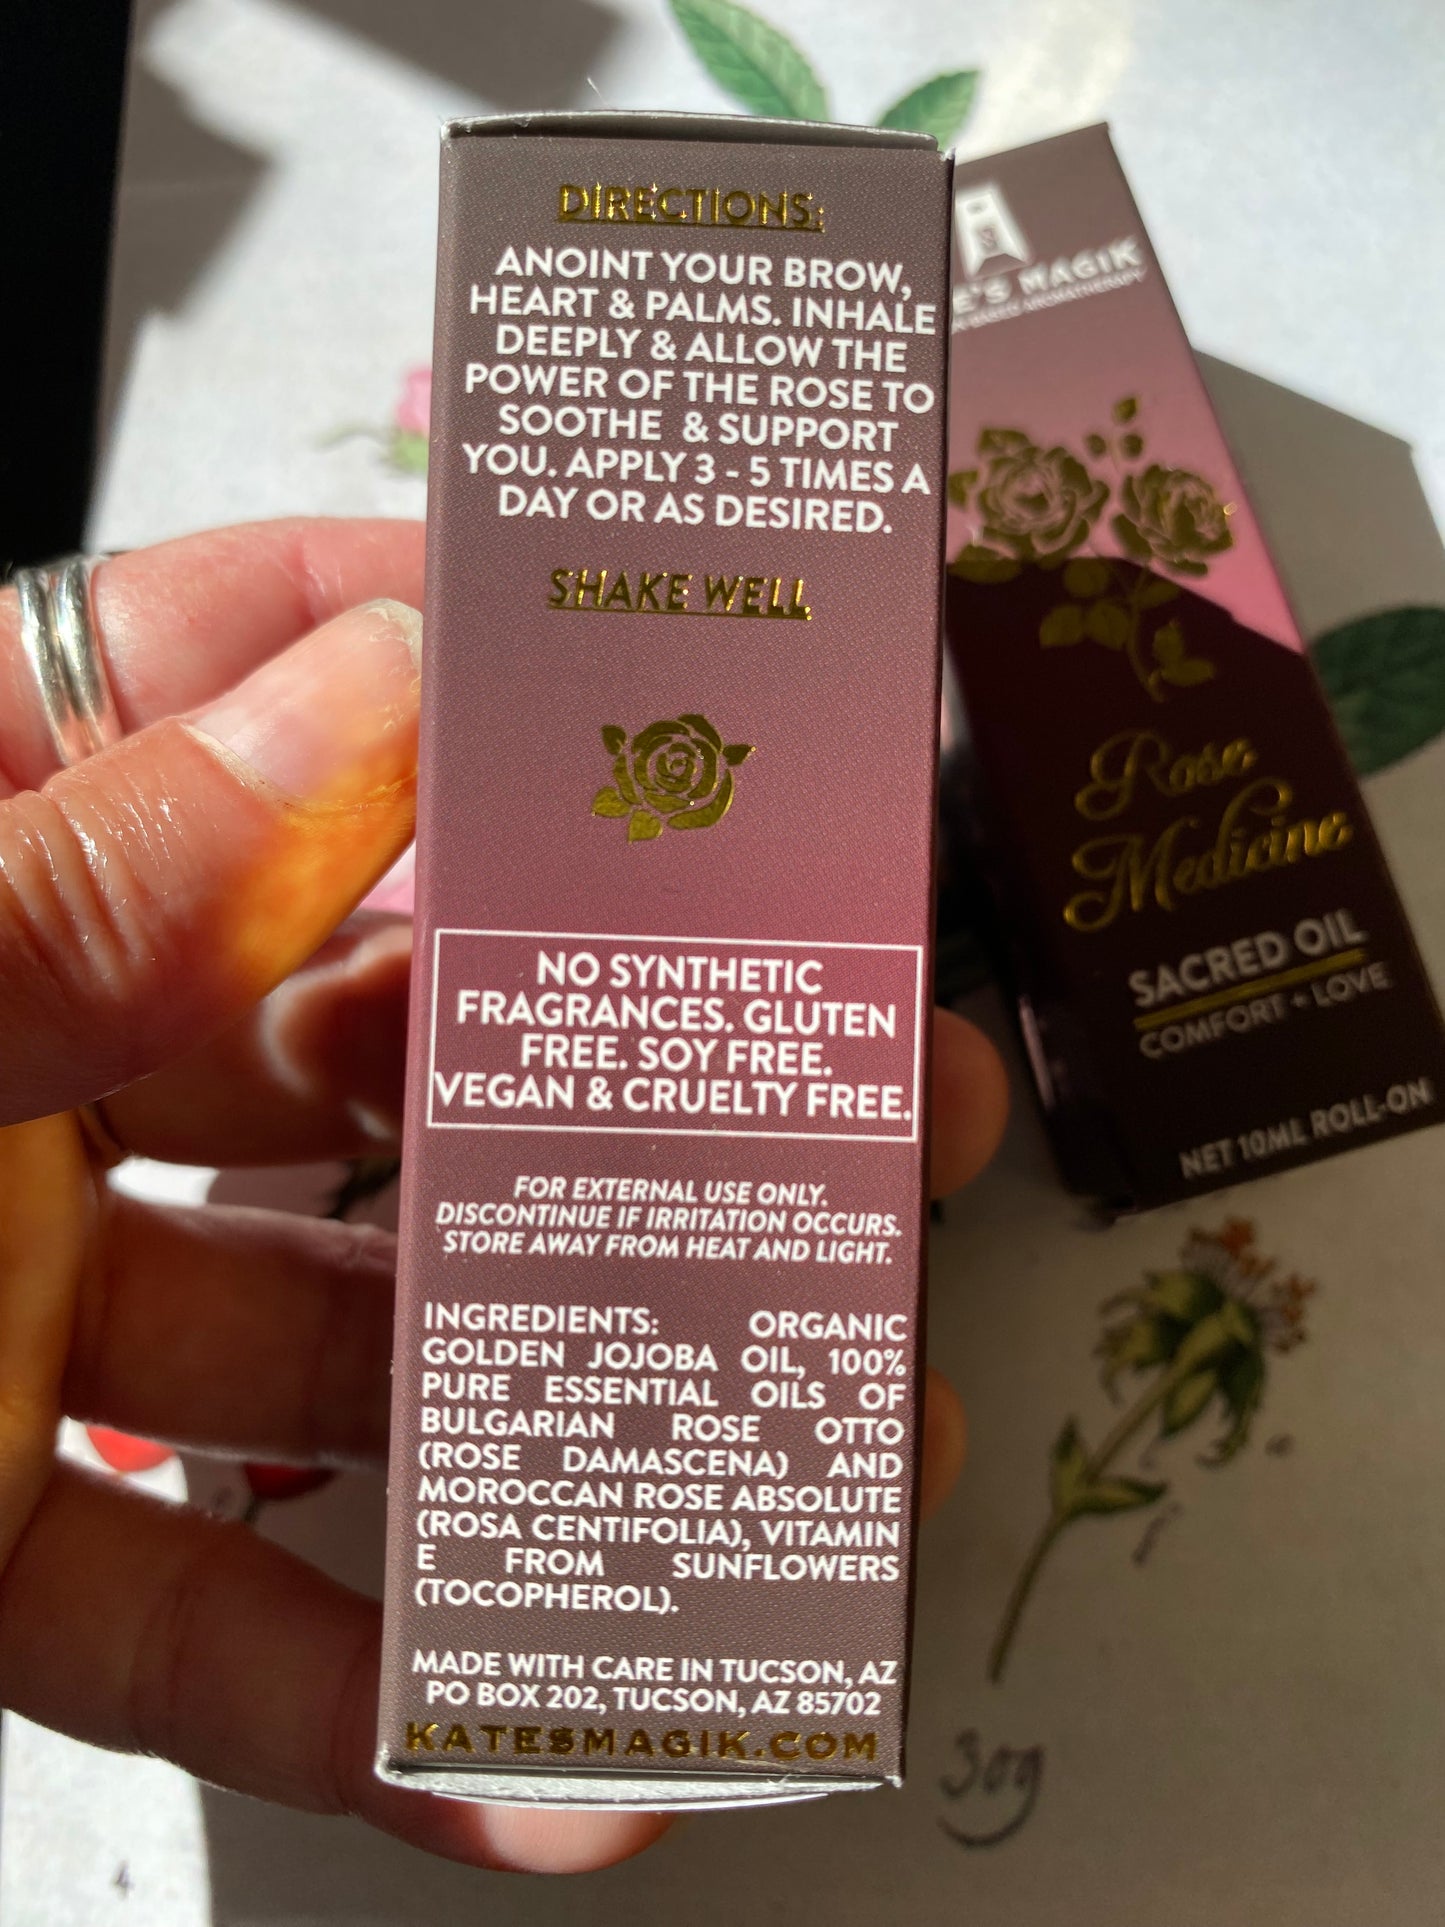 DIRECTIONS:
ANOINT YOUR BROW,
HEART & PALMS. INHALE
DEEPLY & ALLOW THE
POWER OF THE ROSE TO
SOOTHE & SUPPORT
YOU. APPLY 3 - 5 TIMES A
DAY OR AS DESIRED.
SHAKE WELL
NO SYNTHETIC
FRAGRANCES. GLUTEN
FREE. SOY FREE.
VEGAN & CRUELTY FREE.
FOR EXTERNAL USE ONLY.
DISCONTINUE IF IRRITATION OCCURS.
STORE AWAY FROM HEAT AND LIGHT.
INGREDIENTS: ORGANIC
GOLDEN JOJOBA OIL, 100%
PURE ESSENTIAL OILS OF
BULGARIAN ROSE OTTO
(ROSE DAMASCENA) AND
MOROCCAN ROSE ABSOLUTE
(ROSA CENTIFOLIA), VITAMIN
E FROM SUNFLOWERS
(TOCOPHEROL).
MADE WITH CARE IN TUCSON, AZ
PO BOX 202, TUCSON, AZ 85702
KATESMAGIK.COM
E'S MAGIK
BASED AROMATHERAPY
Rose
Medicine
SACRED OIL
COMFORT + LOVE
NET 10ML ROLL-ON
30g
4